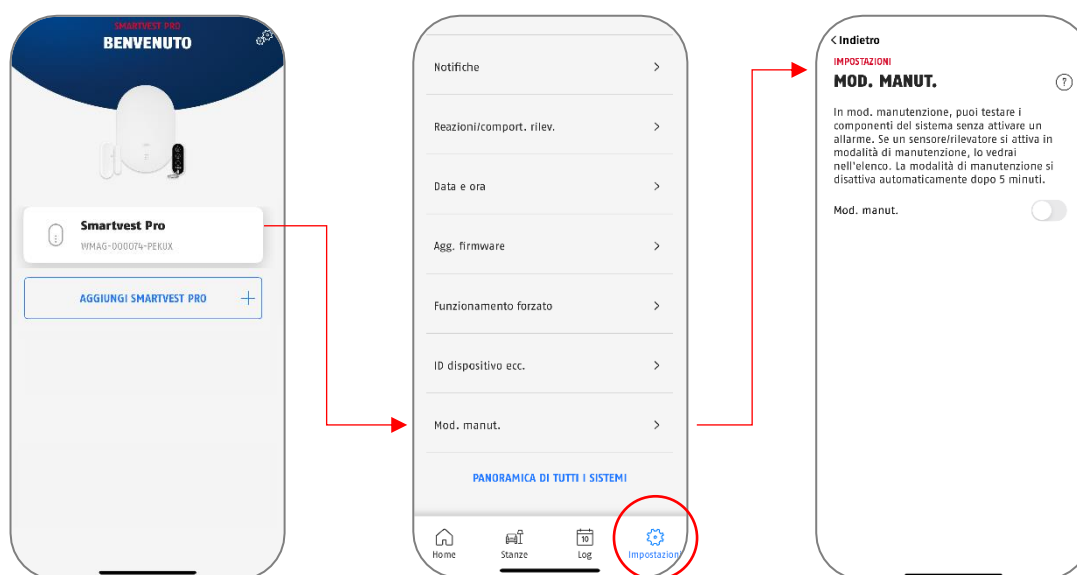 SMARTVEST PRO
BENVENUTO
Smartvest Pro
WMAG-000074-PEKUX
AGGIUNGI SMARTVEST PRO
Notifiche
Reazioni/comport. rilev.
Data e ora
Agg. firmware
Funzionamento forzato
ID dispositivo ecc.
Mod. manut.
PANORAMICA DI TUTTI I SISTEMI
Home
Stanze
10
Log
Impostazioni
< Indietro
IMPOSTAZIONI
MOD. MANUT.
?
In mod. manutenzione, puoi testare i
componenti del sistema senza attivare un
allarme. Se un sensore/rilevatore si attiva in
modalità di manutenzione, lo vedrai
nell'elenco. La modalità di manutenzione si
disattiva automaticamente dopo 5 minuti.
Mod. manut.